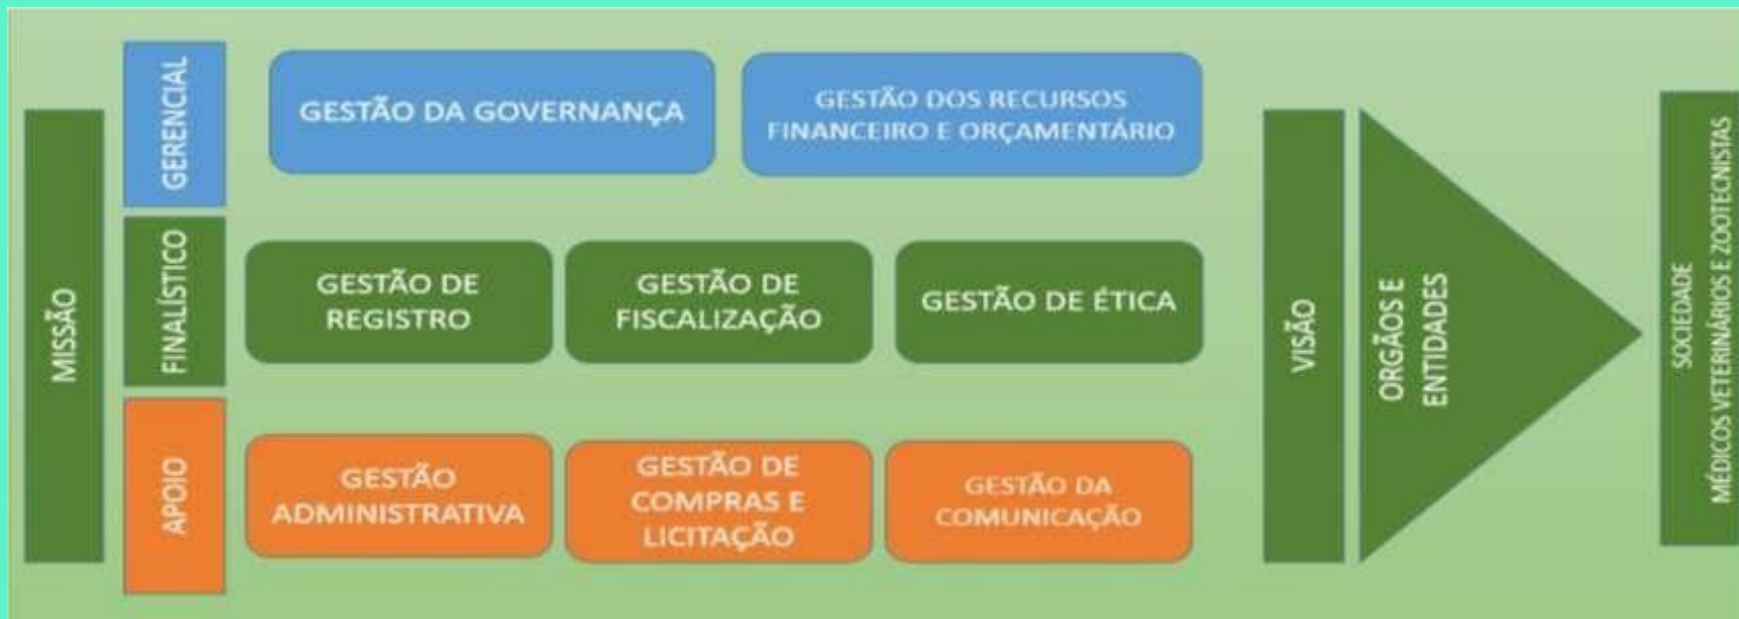 MISSÃO
GERENCIAL
GESTÃO DA GOVERNANÇA
GESTÃO DOS RECURSOS
FINANCEIRO E ORÇAMENTÁRIO
FINALÍSTICO
GESTÃO DE
REGISTRO
GESTÃO DE
FISCALIZAÇÃO
GESTÃO DE ÉTICA
APOIO
GESTÃO
ADMINISTRATIVA
GESTÃO DE
COMPRAS E
LICITAÇÃO
GESTÃO DA
COMUNICAÇÃO
VISÃO
ORGÃOS E
ENTIDADES
SOCIEDADE
MÉDICOS VETERINÁRIOS E ZOOTECNISTAS